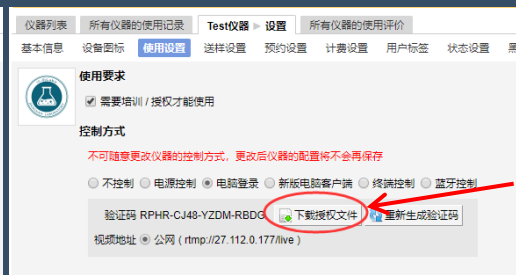 仪器列表 所有仪器的使用记录 Test仪器 ▶ 设置 所有仪器的使用评价
基本信息 设备图标 使用设置 送样设置 预约设置 计费设置 用户标签 状态设置
使用要求
需要培训 / 授权才能使用
控制方式
不可随意更改仪器的控制方式，更改后仪器的配置将不会再保存
不控制 电源控制 电脑登录 新版电脑客户端 终端控制 蓝牙控制
验证码 RPHR-CJ48-YZDM-RBDG 下载授权文件 重新生成验证码
视频地址 公网 ( rtmp://27.112.0.177/live )